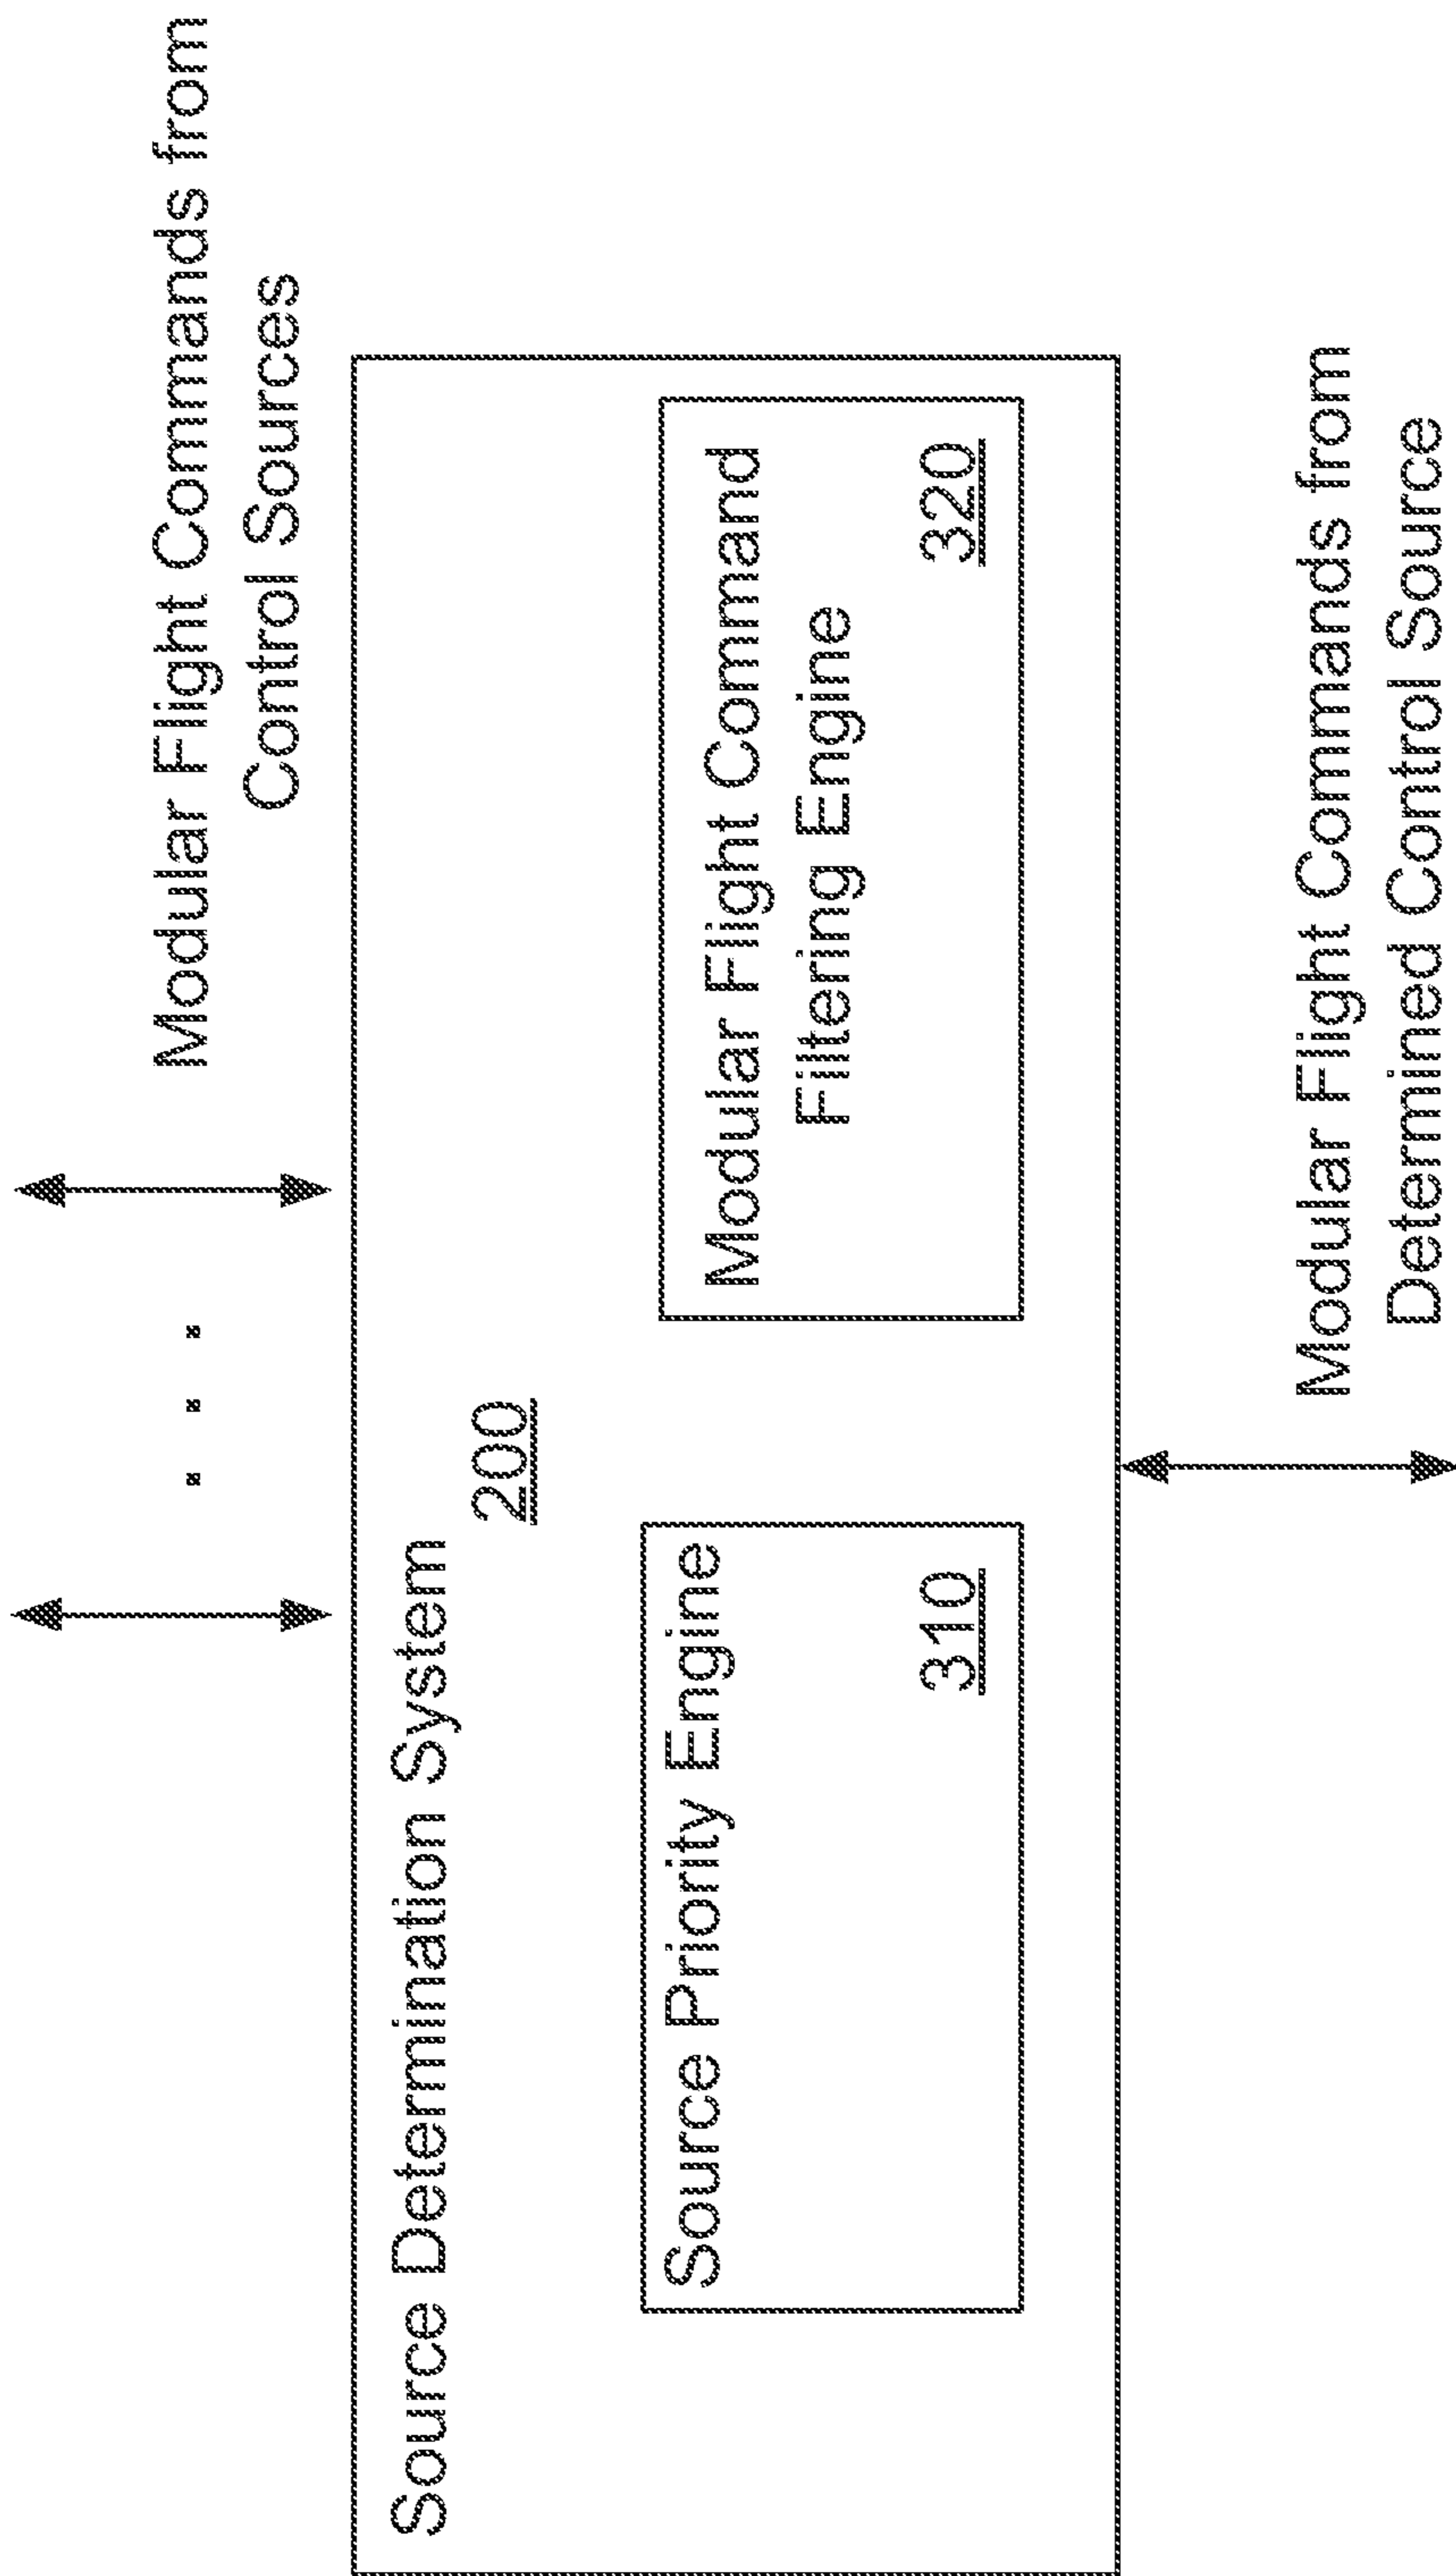 Modular Flight Commands from
Control Sources
. . .
Source Determination System
200
Source Priority Engine
310
Modular Flight Command
Filtering Engine
320
Modular Flight Commands from
Determined Control Source